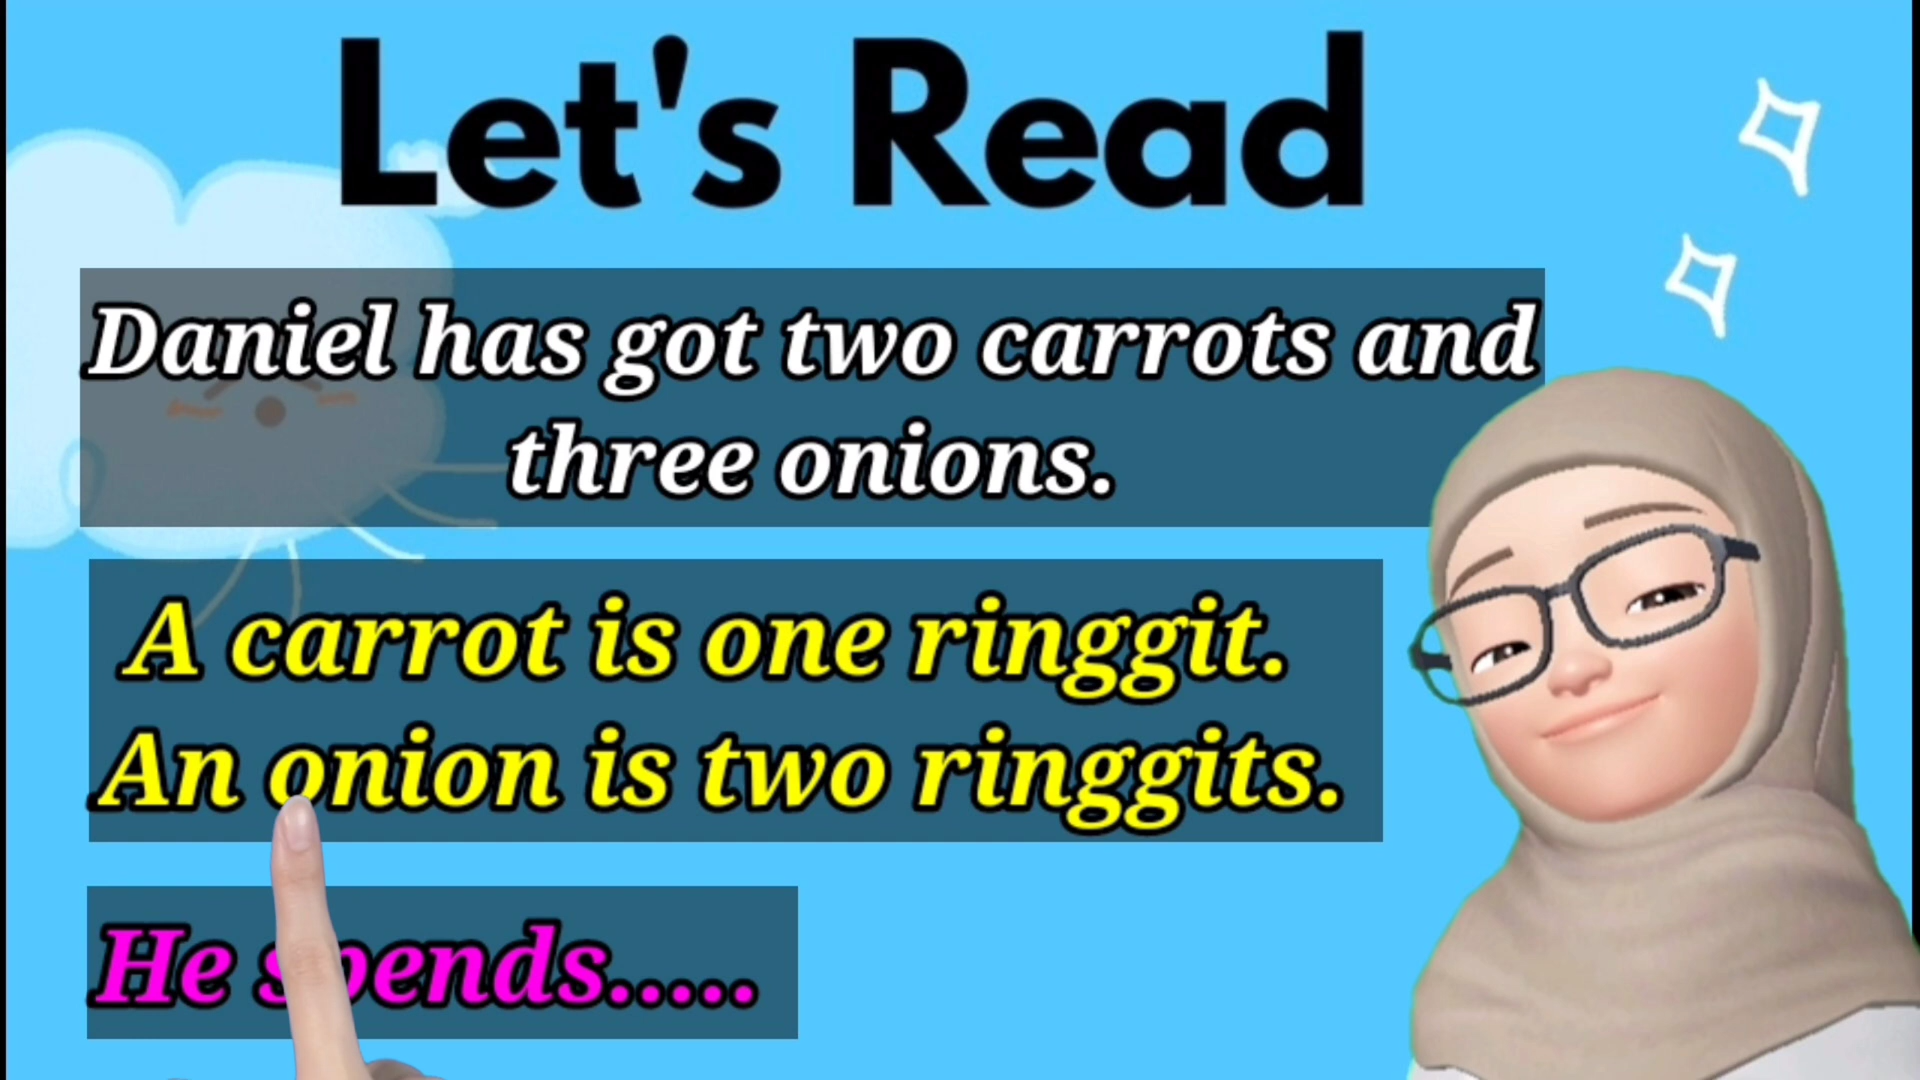 Let's Read
Daniel has got two carrots and
three onions.
A carrot is one ringgit.
An onion is two ringgits.
He spends.....